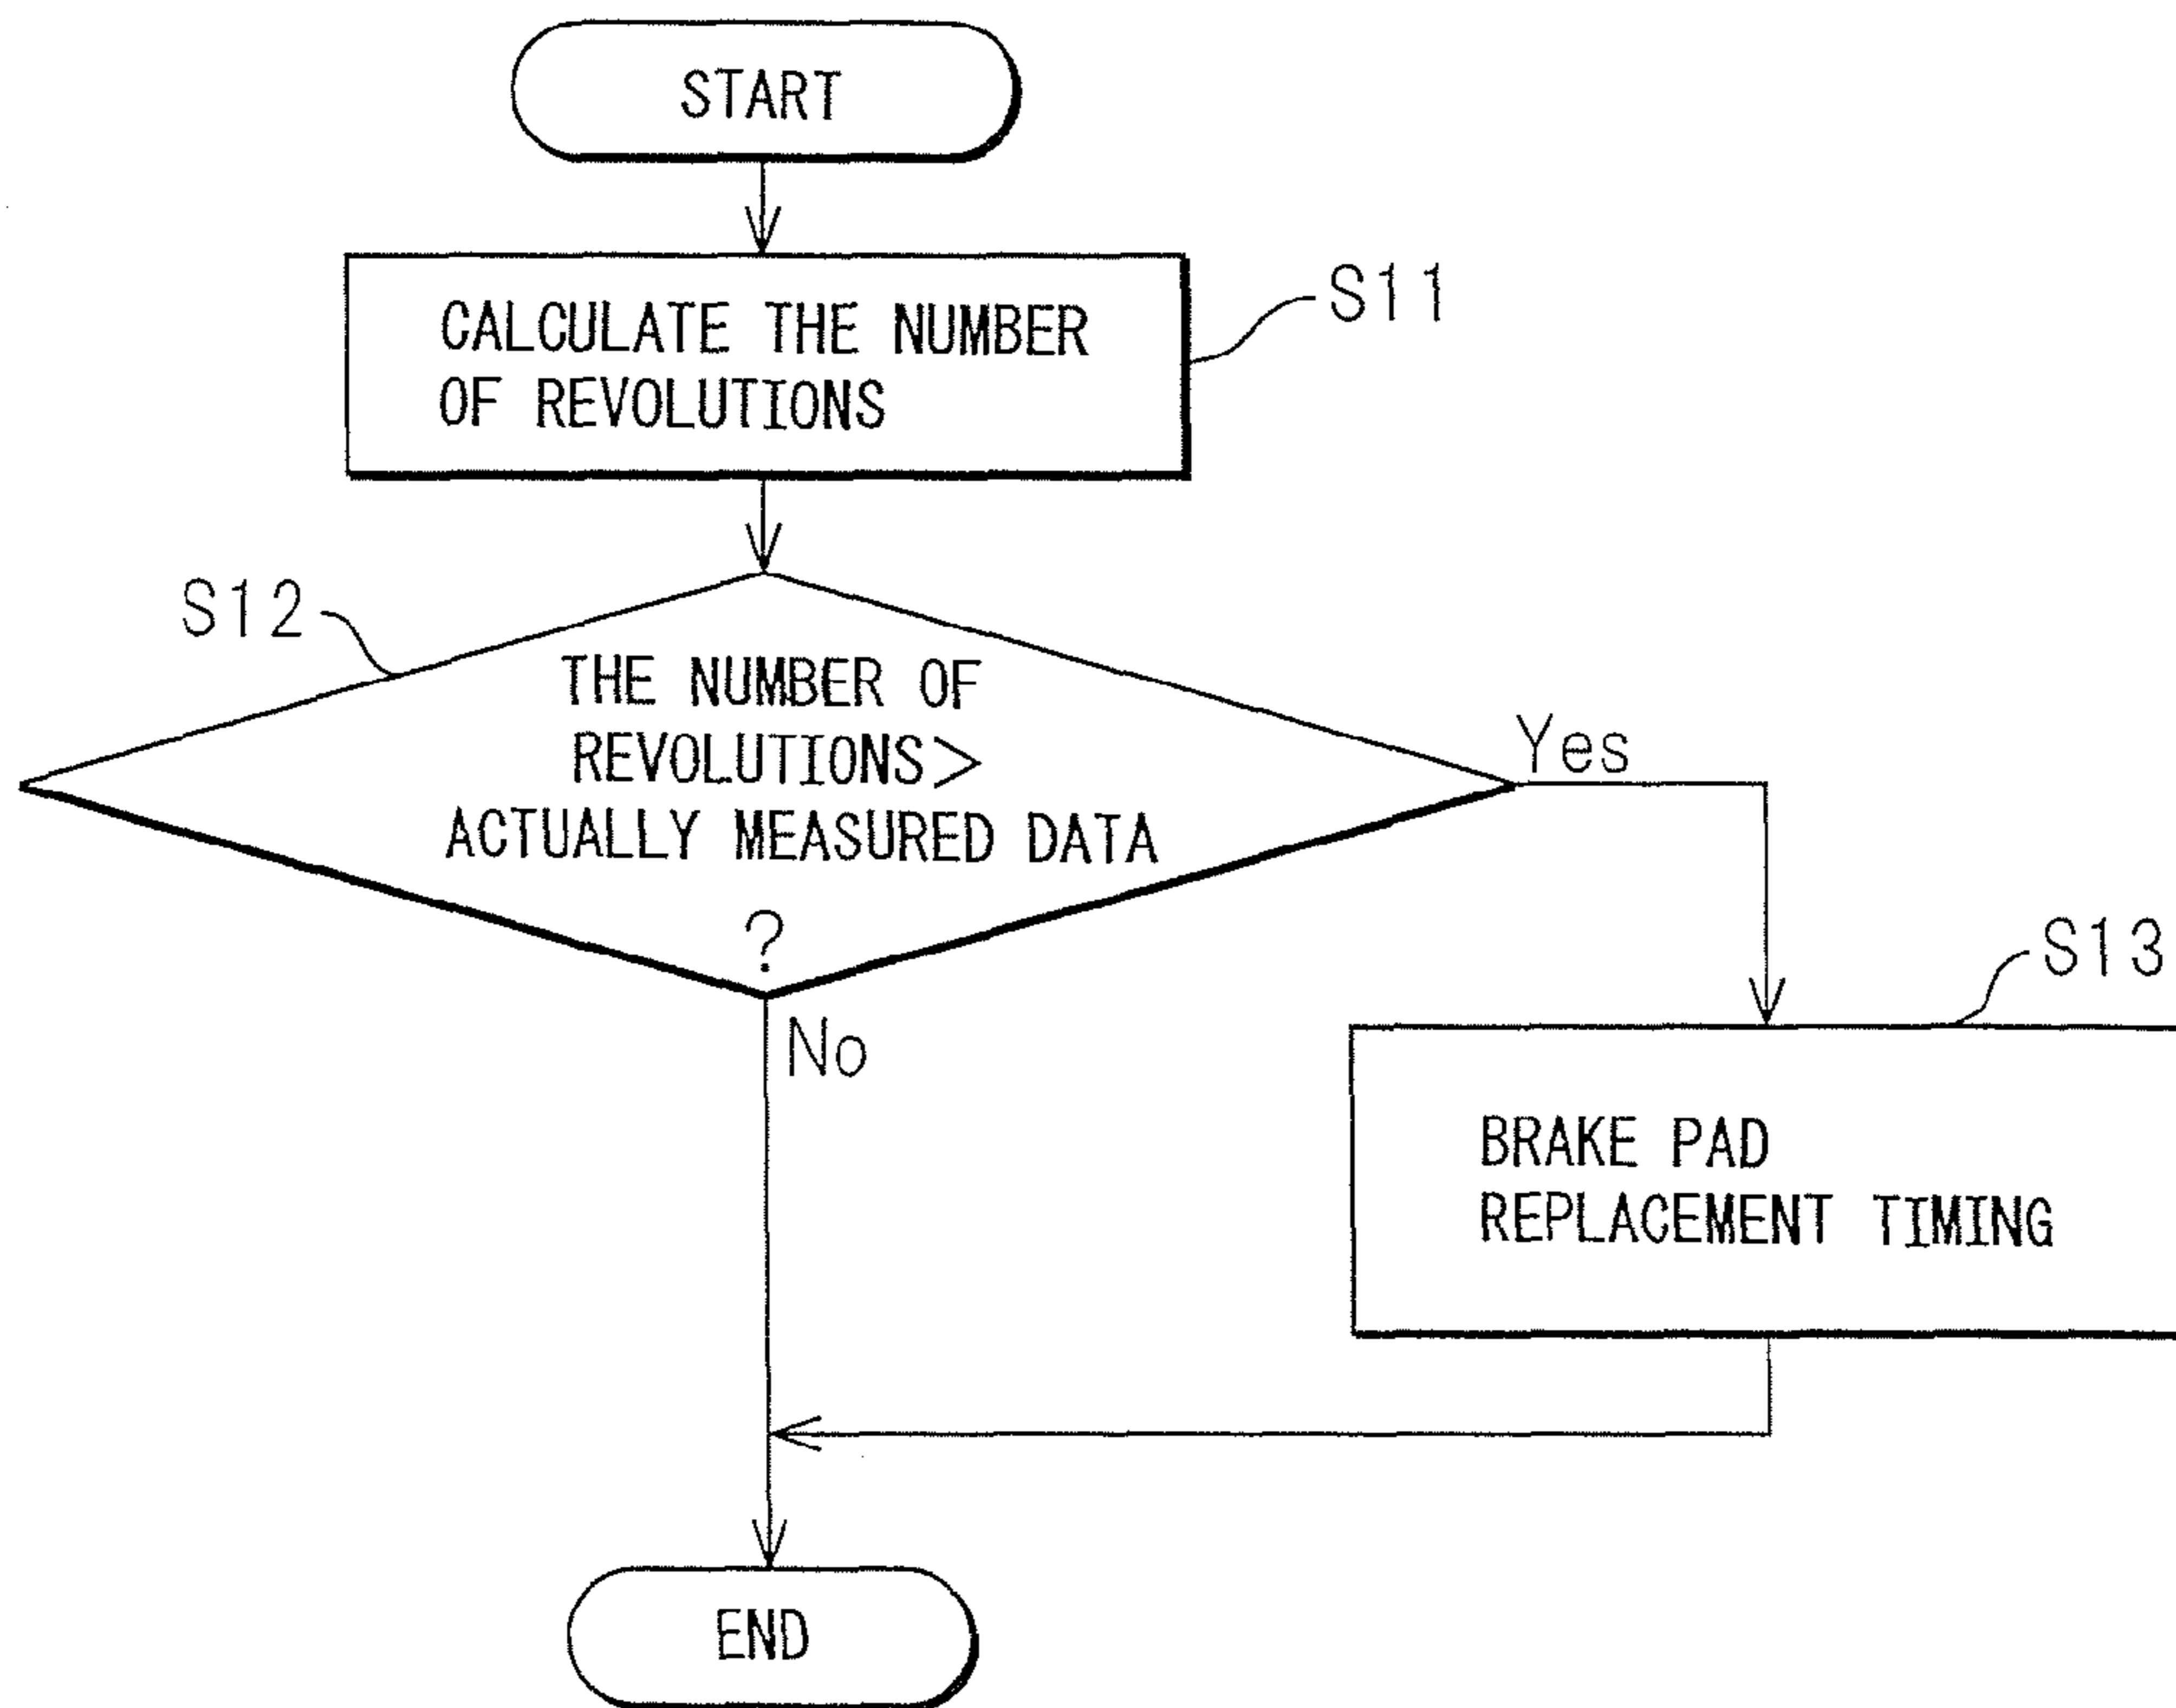 START
CALCULATE THE NUMBER
OF REVOLUTIONS
S11
S12
THE NUMBER OF
REVOLUTIONS>
ACTUALLY MEASURED DATA
?
Yes
No
S13
BRAKE PAD
REPLACEMENT TIMING
END